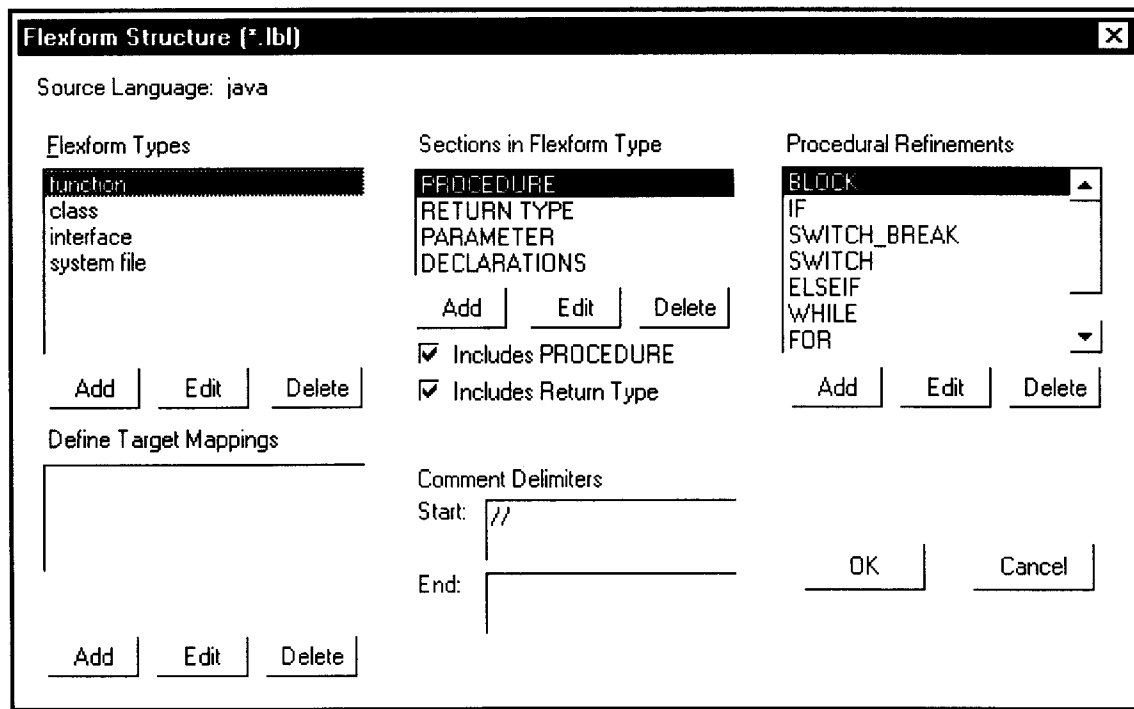 Flexform Structure (*.lbl)
Source Language: java
Flexform Types
function
class
interface
system file
Add Edit Delete
Sections in Flexform Type
PROCEDURE
RETURN TYPE
PARAMETER
DECLARATIONS
Add Edit Delete
Includes PROCEDURE
Includes Return Type
Procedural Refinements
BLOCK
IF
SWITCH_BREAK
SWITCH
ELSEIF
WHILE
FOR
Add Edit Delete
Define Target Mappings
Add Edit Delete
Comment Delimiters
Start: //
End:
OK Cancel